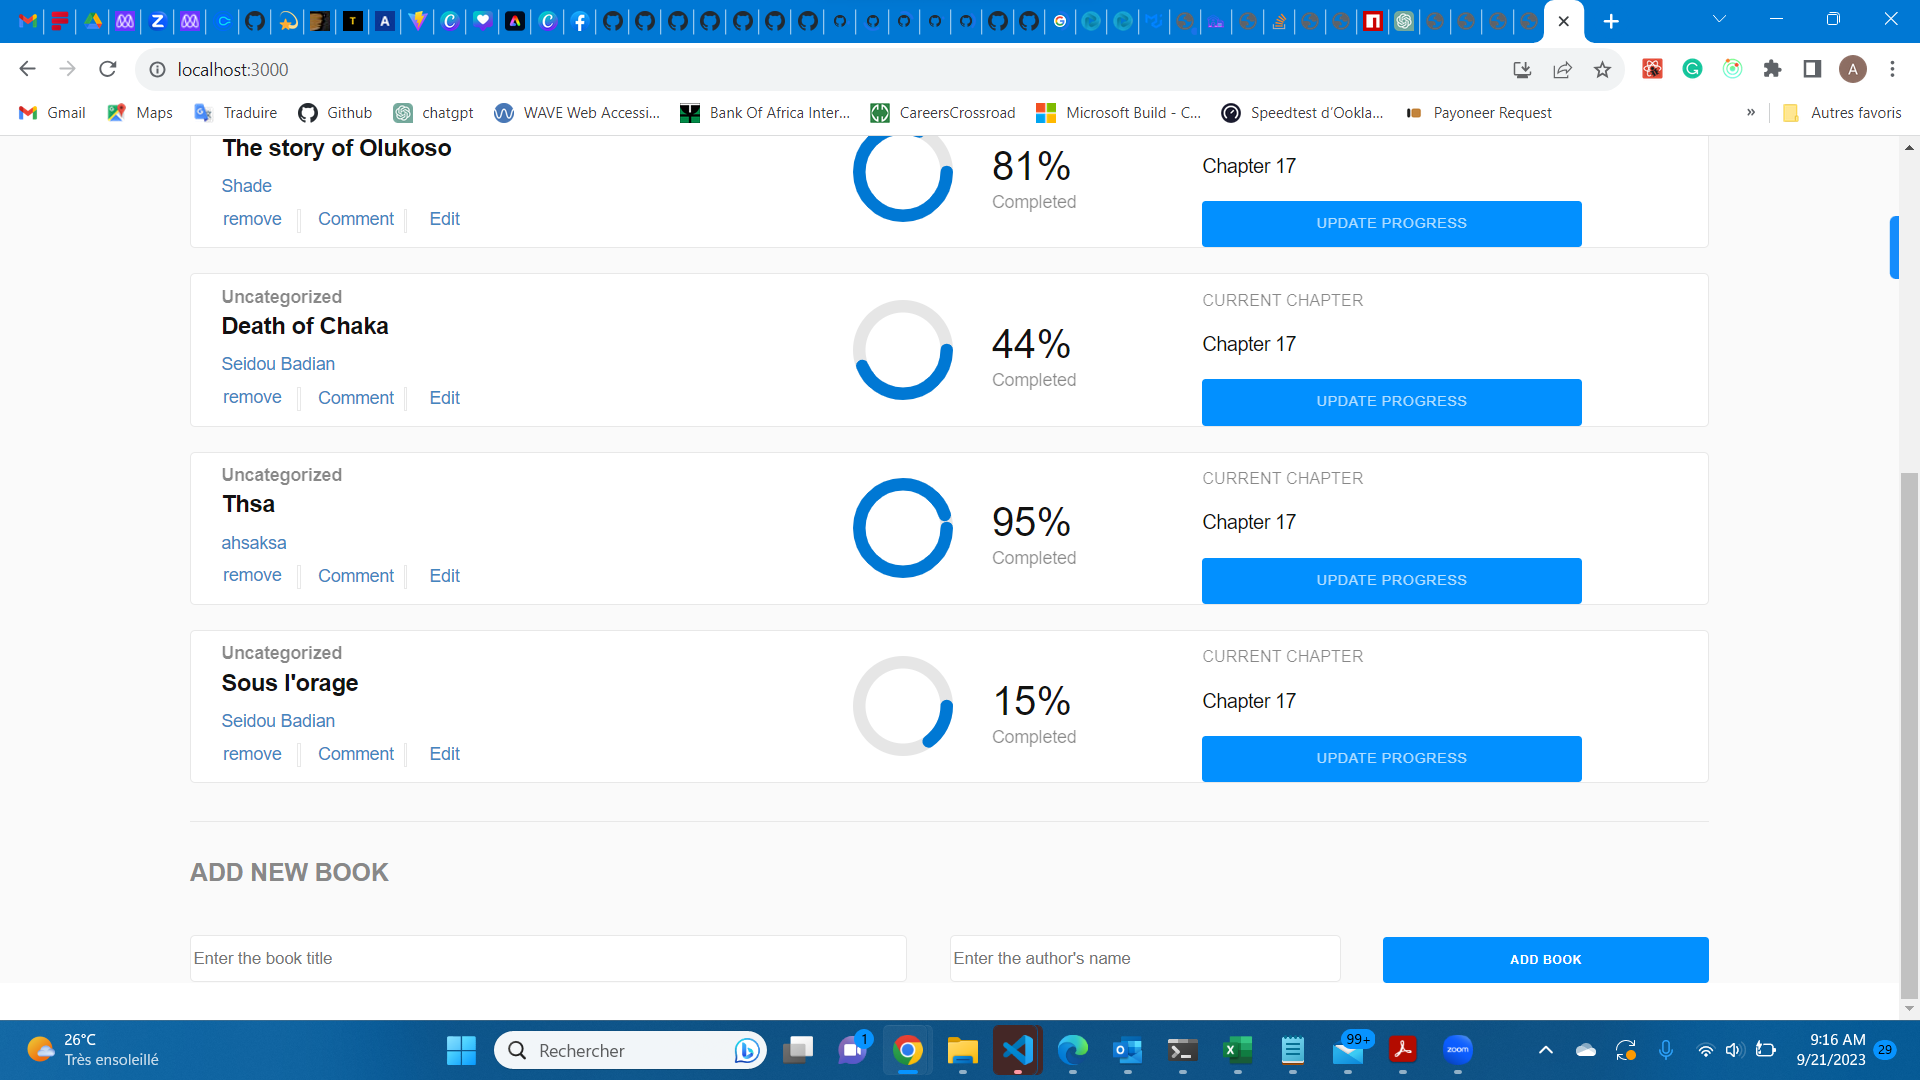 localhost:3000
Gmail Maps Traduire Github chatgpt WAVE Web Accessi... Bank Of Africa Inter... CareersCrossroad Microsoft Build - C... Speedtest d'Ookla... Payoneer Request » Autres favoris
The story of Olukoso
Shade
remove Comment Edit
81%
Completed
Chapter 17
UPDATE PROGRESS
Uncategorized
Death of Chaka
Seidou Badian
remove Comment Edit
44%
Completed
CURRENT CHAPTER
Chapter 17
UPDATE PROGRESS
Uncategorized
Thsa
ahsaksa
remove Comment Edit
95%
Completed
CURRENT CHAPTER
Chapter 17
UPDATE PROGRESS
Uncategorized
Sous l'orage
Seidou Badian
remove Comment Edit
15%
Completed
CURRENT CHAPTER
Chapter 17
UPDATE PROGRESS
ADD NEW BOOK
Enter the book title
Enter the author's name
ADD BOOK
26°C
Très ensoleillé
Rechercher
1
99+
zoom
9:16 AM
9/21/2023
29